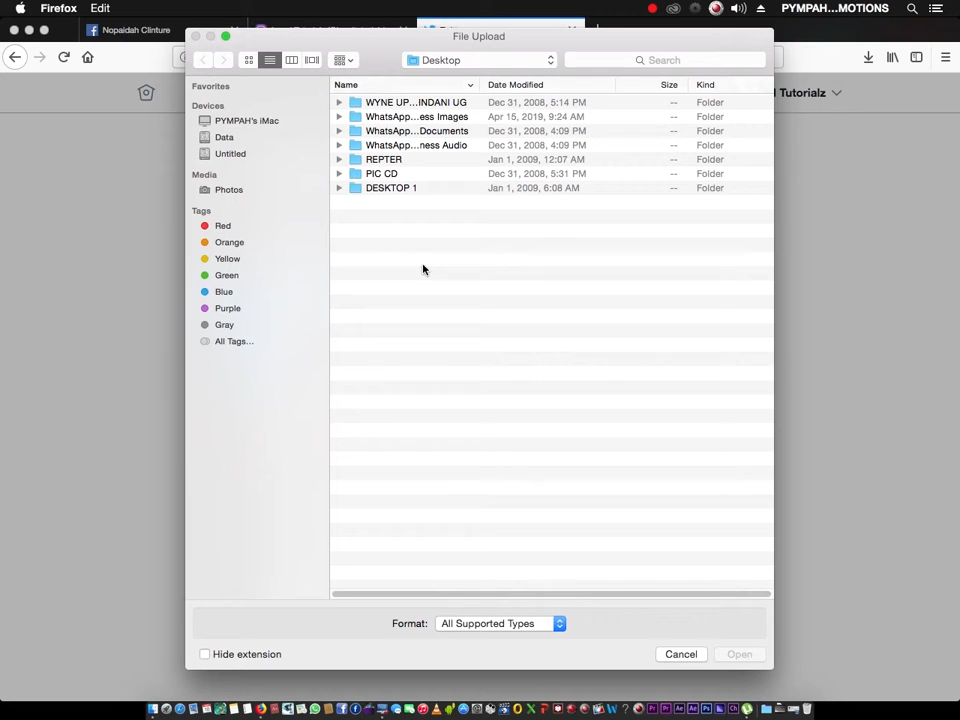 Firefox Edit PYMPAH...MOTIONS
Nopaidah Clinture
File Upload
Desktop Search
Tutorialz
Favorites
Devices
PYMPAH's iMac
Data
Untitled
Media
Photos
Tags
Red
Orange
Yellow
Green
Blue
Purple
Gray
All Tags...
Name Date Modified Size Kind
WYNE UP...INDANI UG Dec 31, 2008, 5:14 PM -- Folder
WhatsApp...ess Images Apr 15, 2019, 9:24 AM -- Folder
WhatsApp...Documents Dec 31, 2008, 4:09 PM -- Folder
WhatsApp...ness Audio Dec 31, 2008, 4:09 PM -- Folder
REPTER Jan 1, 2009, 12:07 AM -- Folder
PIC CD Dec 31, 2008, 5:31 PM -- Folder
DESKTOP 1 Jan 1, 2009, 6:08 AM -- Folder
Format: All Supported Types
Hide extension Cancel Open